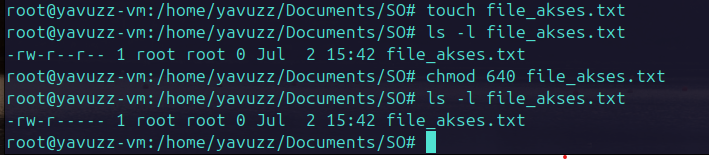 root@yavuzz-vm:/home/yavuzz/Documents/SO# touch file_akses.txt
root@yavuzz-vm:/home/yavuzz/Documents/SO# ls -l file_akses.txt
-rw-r--r-- 1 root root 0 Jul  2 15:42 file_akses.txt
root@yavuzz-vm:/home/yavuzz/Documents/SO# chmod 640 file_akses.txt
root@yavuzz-vm:/home/yavuzz/Documents/SO# ls -l file_akses.txt
-rw-r----- 1 root root 0 Jul  2 15:42 file_akses.txt
root@yavuzz-vm:/home/yavuzz/Documents/SO#